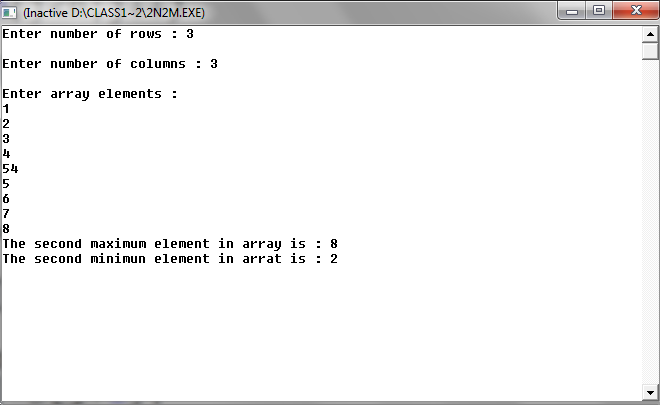 (Inactive D:\CLASS1~2\2N2M.EXE)
Enter number of rows : 3
Enter number of columns : 3
Enter array elements :
1
2
3
4
54
5
6
7
8
The second maximum element in array is : 8
The second minimun element in arrat is : 2